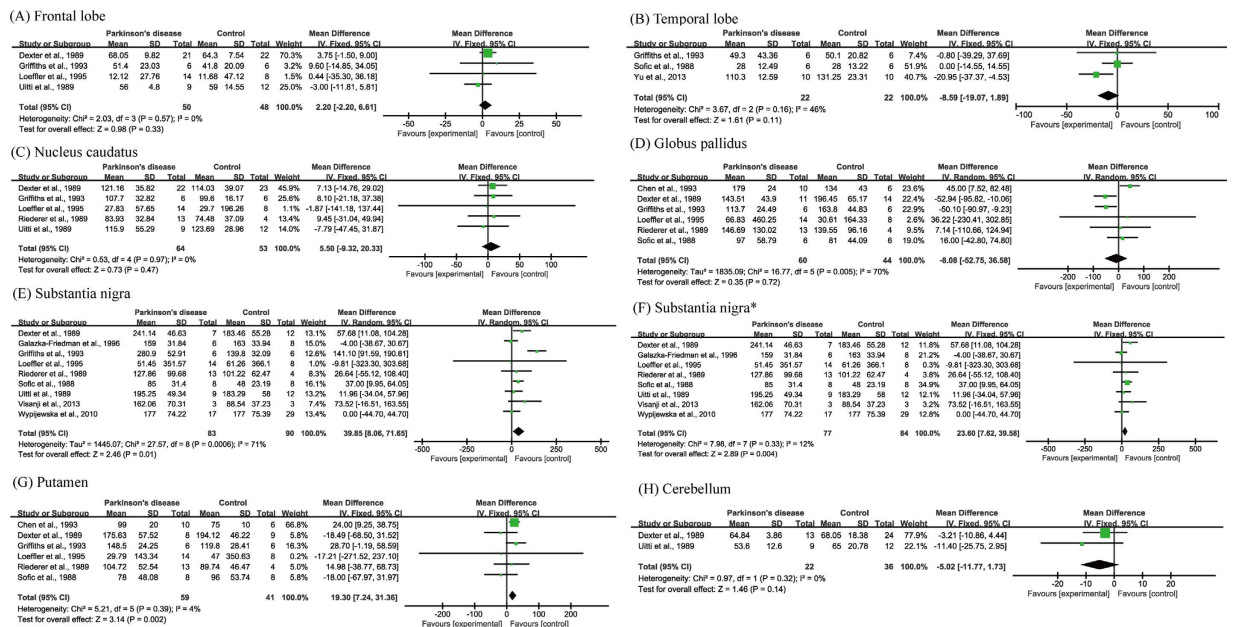 (A) Frontal lobe
Parkinson's disease Control Mean Difference Mean Difference
Study or Subgroup Mean SD Total Mean SD Total Weight IV. Fixed. 95% CI IV. Fixed. 95% CI
Dexter et al., 1989 68.05 9.82 21 64.3 7.54 22 70.3% 3.75 [-1.50, 9.00]
Griffiths et al., 1993 51.4 23.03 6 41.8 20.09 6 3.2% 9.60 [-14.85, 34.05]
Loeffler et al., 1995 12.12 27.76 14 11.68 47.12 8 1.5% 0.44 [-35.30, 36.18]
Uitti et al., 1989 56 4.8 9 59 14.55 12 25.0% -3.00 [-11.81, 5.81]
Total (95% CI) 50 48 100.0% 2.20 [-2.20, 6.61]
Heterogeneity: Chi² = 2.03, df = 3 (P = 0.57); I² = 0%
Test for overall effect: Z = 0.98 (P = 0.33)
-50 -25 0 25 50
Favours [experimental] Favours [control]
(B) Temporal lobe
Parkinson's disease Control Mean Difference Mean Difference
Study or Subgroup Mean SD Total Mean SD Total Weight IV. Fixed. 95% CI IV. Fixed. 95% CI
Griffiths et al., 1993 49.3 43.36 6 50.1 20.82 6 7.4% -0.80 [-39.29, 37.69]
Sofic et al., 1988 28 12.49 6 28 13.22 6 51.9% 0.00 [-14.55, 14.55]
Yu et al., 2013 110.3 12.59 10 131.25 23.31 10 40.7% -20.95 [-37.37, -4.53]
Total (95% CI) 22 22 100.0% -8.59 [-19.07, 1.89]
Heterogeneity: Chi² = 3.67, df = 2 (P = 0.16); I² = 46%
Test for overall effect: Z = 1.61 (P = 0.11)
-100 -50 0 50 100
Favours [experimental] Favours [control]
(C) Nucleus caudatus
Parkinson's disease Control Mean Difference Mean Difference
Study or Subgroup Mean SD Total Mean SD Total Weight IV. Fixed. 95% CI IV. Fixed. 95% CI
Dexter et al., 1989 121.16 35.82 22 114.03 39.07 23 45.9% 7.13 [-14.76, 29.02]
Griffiths et al., 1993 107.7 32.82 6 99.6 16.17 6 25.6% 8.10 [-21.18, 37.38]
Loeffler et al., 1995 27.83 57.65 14 29.7 196.26 8 1.1% -1.87 [-141.18, 137.44]
Riederer et al., 1989 83.93 32.84 13 74.48 37.09 4 13.4% 9.45 [-31.04, 49.94]
Uitti et al., 1989 115.9 55.29 9 123.69 28.96 12 14.0% -7.79 [-47.45, 31.87]
Total (95% CI) 64 53 100.0% 5.50 [-9.32, 20.33]
Heterogeneity: Chi² = 0.53, df = 4 (P = 0.97); I² = 0%
Test for overall effect: Z = 0.73 (P = 0.47)
-100 -50 0 50 100
Favours [experimental] Favours [control]
(D) Globus pallidus
Parkinson's disease Control Mean Difference Mean Difference
Study or Subgroup Mean SD Total Mean SD Total Weight IV. Random. 95% CI IV. Random. 95% CI
Chen et al., 1993 179 24 10 134 43 6 23.6% 45.00 [7.52, 82.48]
Dexter et al., 1989 143.51 43.9 11 196.45 65.17 14 22.2% -52.94 [-95.82, -10.06]
Griffiths et al., 1993 113.7 24.49 6 163.8 44.83 6 -50.10 [-90.97, -9.23]
Loeffler et al., 1995 66.83 460.25 14 30.61 164.33 8 36.22 [-230.41, 302.85]
Riederer et al., 1989 146.69 130.02 13 139.55 96.16 4 7.14 [-110.66, 124.94]
Sofic et al., 1988 97 58.79 6 81 44.09 6 16.00 [-42.80, 74.80]
Total (95% CI) 60 44 100.0% -8.08 [-52.75, 36.58]
Heterogeneity: Tau² = 1835.09; Chi² = 16.77, df = 5 (P = 0.005); I² = 70%
Test for overall effect: Z = 0.35 (P = 0.72)
-200 -100 0 100 200
Favours [experimental] Favours [control]
(E) Substantia nigra
Parkinson's disease Control Mean Difference Mean Difference
Study or Subgroup Mean SD Total Mean SD Total Weight IV. Random. 95% CI IV. Random. 95% CI
Dexter et al., 1989 241.14 46.63 7 183.46 55.28 12 13.1% 57.68 [11.08, 104.28]
Galazka-Friedman et al., 1996 159 31.84 6 163 33.94 8 15.0% -4.00 [-38.67, 30.67]
Griffiths et al., 1993 280.9 52.91 6 139.8 32.09 6 12.6% 141.10 [91.59, 190.61]
Loeffler et al., 1995 51.45 351.57 14 61.26 366.1 8 1.0% -9.81 [-323.30, 303.68]
Riederer et al., 1989 127.86 99.68 13 101.22 62.47 4 8.3% 26.64 [-55.12, 108.40]
Sofic et al., 1988 85 31.4 8 48 23.19 8 16.1% 37.00 [9.95, 64.05]
Uitti et al., 1989 195.25 49.34 9 183.29 58 12 13.1% 11.96 [-34.04, 57.96]
Visanji et al., 2013 162.06 70.31 3 88.54 37.23 3 7.4% 73.52 [-16.51, 163.55]
Wypijewska et al., 2010 177 74.22 17 177 75.39 29 13.3% 0.00 [-44.70, 44.70]
Total (95% CI) 83 90 100.0% 39.85 [8.06, 71.65]
Heterogeneity: Tau² = 1445.07; Chi² = 27.57, df = 8 (P = 0.0006); I² = 71%
Test for overall effect: Z = 2.46 (P = 0.01)
-500 -250 0 250 500
Favours [experimental] Favours [control]
(F) Substantia nigra*
Parkinson's disease Control Mean Difference Mean Difference
Study or Subgroup Mean SD Total Mean SD Total Weight IV. Fixed. 95% CI IV. Fixed. 95% CI
Dexter et al., 1989 241.14 46.63 7 183.46 55.28 12 11.8% 57.68 [11.08, 104.28]
Galazka-Friedman et al., 1996 159 31.84 6 163 33.94 8 21.2% -4.00 [-38.67, 30.67]
Loeffler et al., 1995 51.45 351.57 14 61.26 366.1 8 0.3% -9.81 [-323.30, 303.68]
Riederer et al., 1989 127.86 99.68 13 101.22 62.47 4 3.8% 26.64 [-55.12, 108.40]
Sofic et al., 1988 85 31.4 8 48 23.19 8 34.9% 37.00 [9.95, 64.05]
Uitti et al., 1989 195.25 49.34 9 183.29 58 12 12.1% 11.96 [-34.04, 57.96]
Visanji et al., 2013 162.06 70.31 3 88.54 37.23 3 3.2% 73.52 [-16.51, 163.55]
Wypijewska et al., 2010 177 74.22 17 177 75.39 29 12.8% 0.00 [-44.70, 44.70]
Total (95% CI) 77 84 100.0% 23.60 [7.62, 39.58]
Heterogeneity: Chi² = 7.98, df = 7 (P = 0.33); I² = 12%
Test for overall effect: Z = 2.89 (P = 0.004)
-500 -250 0 250 500
Favours [experimental] Favours [control]
(G) Putamen
Parkinson's disease Control Mean Difference Mean Difference
Study or Subgroup Mean SD Total Mean SD Total Weight IV. Fixed. 95% CI IV. Fixed. 95% CI
Chen et al., 1993 99 20 10 75 10 6 66.8% 24.00 [9.25, 38.75]
Dexter et al., 1989 175.63 57.52 8 194.12 46.22 9 5.8% -18.49 [-68.50, 31.52]
Griffiths et al., 1993 148.5 24.25 6 119.8 28.41 6 16.3% 28.70 [-1.19, 58.59]
Loeffler et al., 1995 29.79 143.34 14 47 350.63 8 0.2% -17.21 [-271.52, 237.10]
Riederer et al., 1989 104.72 52.54 13 89.74 46.47 4 5.0% 14.98 [-38.77, 68.73]
Sofic et al., 1988 78 48.08 8 96 53.74 8 5.8% -18.00 [-67.97, 31.97]
Total (95% CI) 59 41 100.0% 19.30 [7.24, 31.36]
Heterogeneity: Chi² = 5.21, df = 5 (P = 0.39); I² = 4%
Test for overall effect: Z = 3.14 (P = 0.002)
-200 -100 0 100 200
Favours [experimental] Favours [control]
(H) Cerebellum
Parkinson's disease Control Mean Difference Mean Difference
Study or Subgroup Mean SD Total Mean SD Total Weight IV. Fixed. 95% CI IV. Fixed. 95% CI
Dexter et al., 1989 64.84 3.86 13 68.05 18.38 24 77.9% -3.21 [-10.86, 4.44]
Uitti et al., 1989 53.6 12.6 9 65 20.78 12 22.1% -11.40 [-25.75, 2.95]
Total (95% CI) 22 36 100.0% -5.02 [-11.77, 1.73]
Heterogeneity: Chi² = 0.97, df = 1 (P = 0.32); I² = 0%
Test for overall effect: Z = 1.46 (P = 0.14)
-20 -10 0 10 20
Favours [experimental] Favours [control]